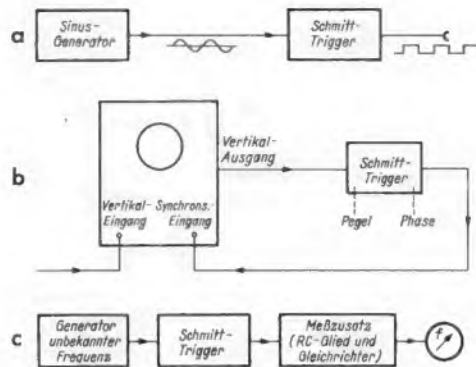 a
Sinus-
Generator
Schmitt-
Trigger
b
Vertikal-
Ausgang
Schmitt-
Trigger
Vertikal-
Eingang
Synchrons.-
Eingang
Pegel
Phase
c
Generator
unbekannter
Frequenz
Schmitt-
Trigger
Meßzusatz
(RC-Glied und
Gleichrichter)
f